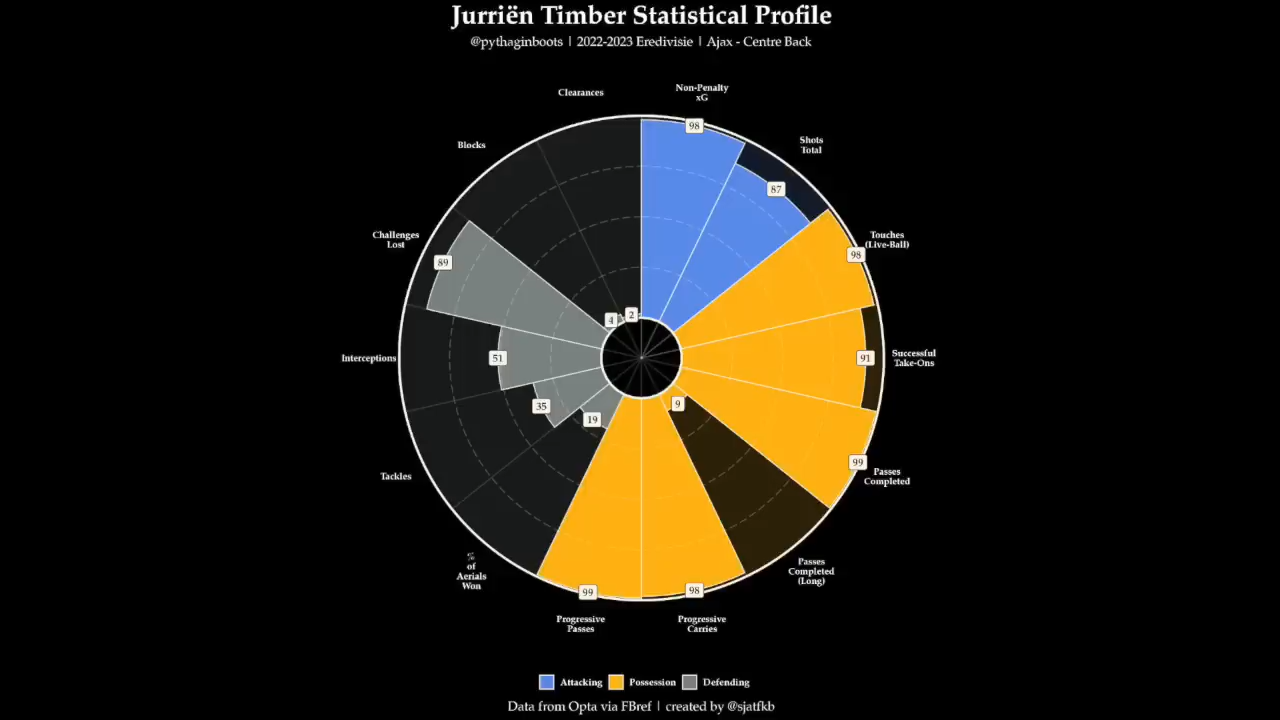 Jurriën Timber Statistical Profile
@pythaginboots | 2022-2023 Eredivisie | Ajax - Centre Back
Clearances
Non-Penalty
xG
98
Shots
Total
87
Touches
(Live-Ball)
98
Successful
Take-Ons
91
Passes
Completed
99
Passes
Completed
(Long)
9
Progressive
Carries
98
Progressive
Passes
99
%
of
Aerials
Won
19
Tackles
35
Interceptions
51
Challenges
Lost
89
Blocks
4
2
Attacking
Possession
Defending
Data from Opta via FBref | created by @sjatfkb